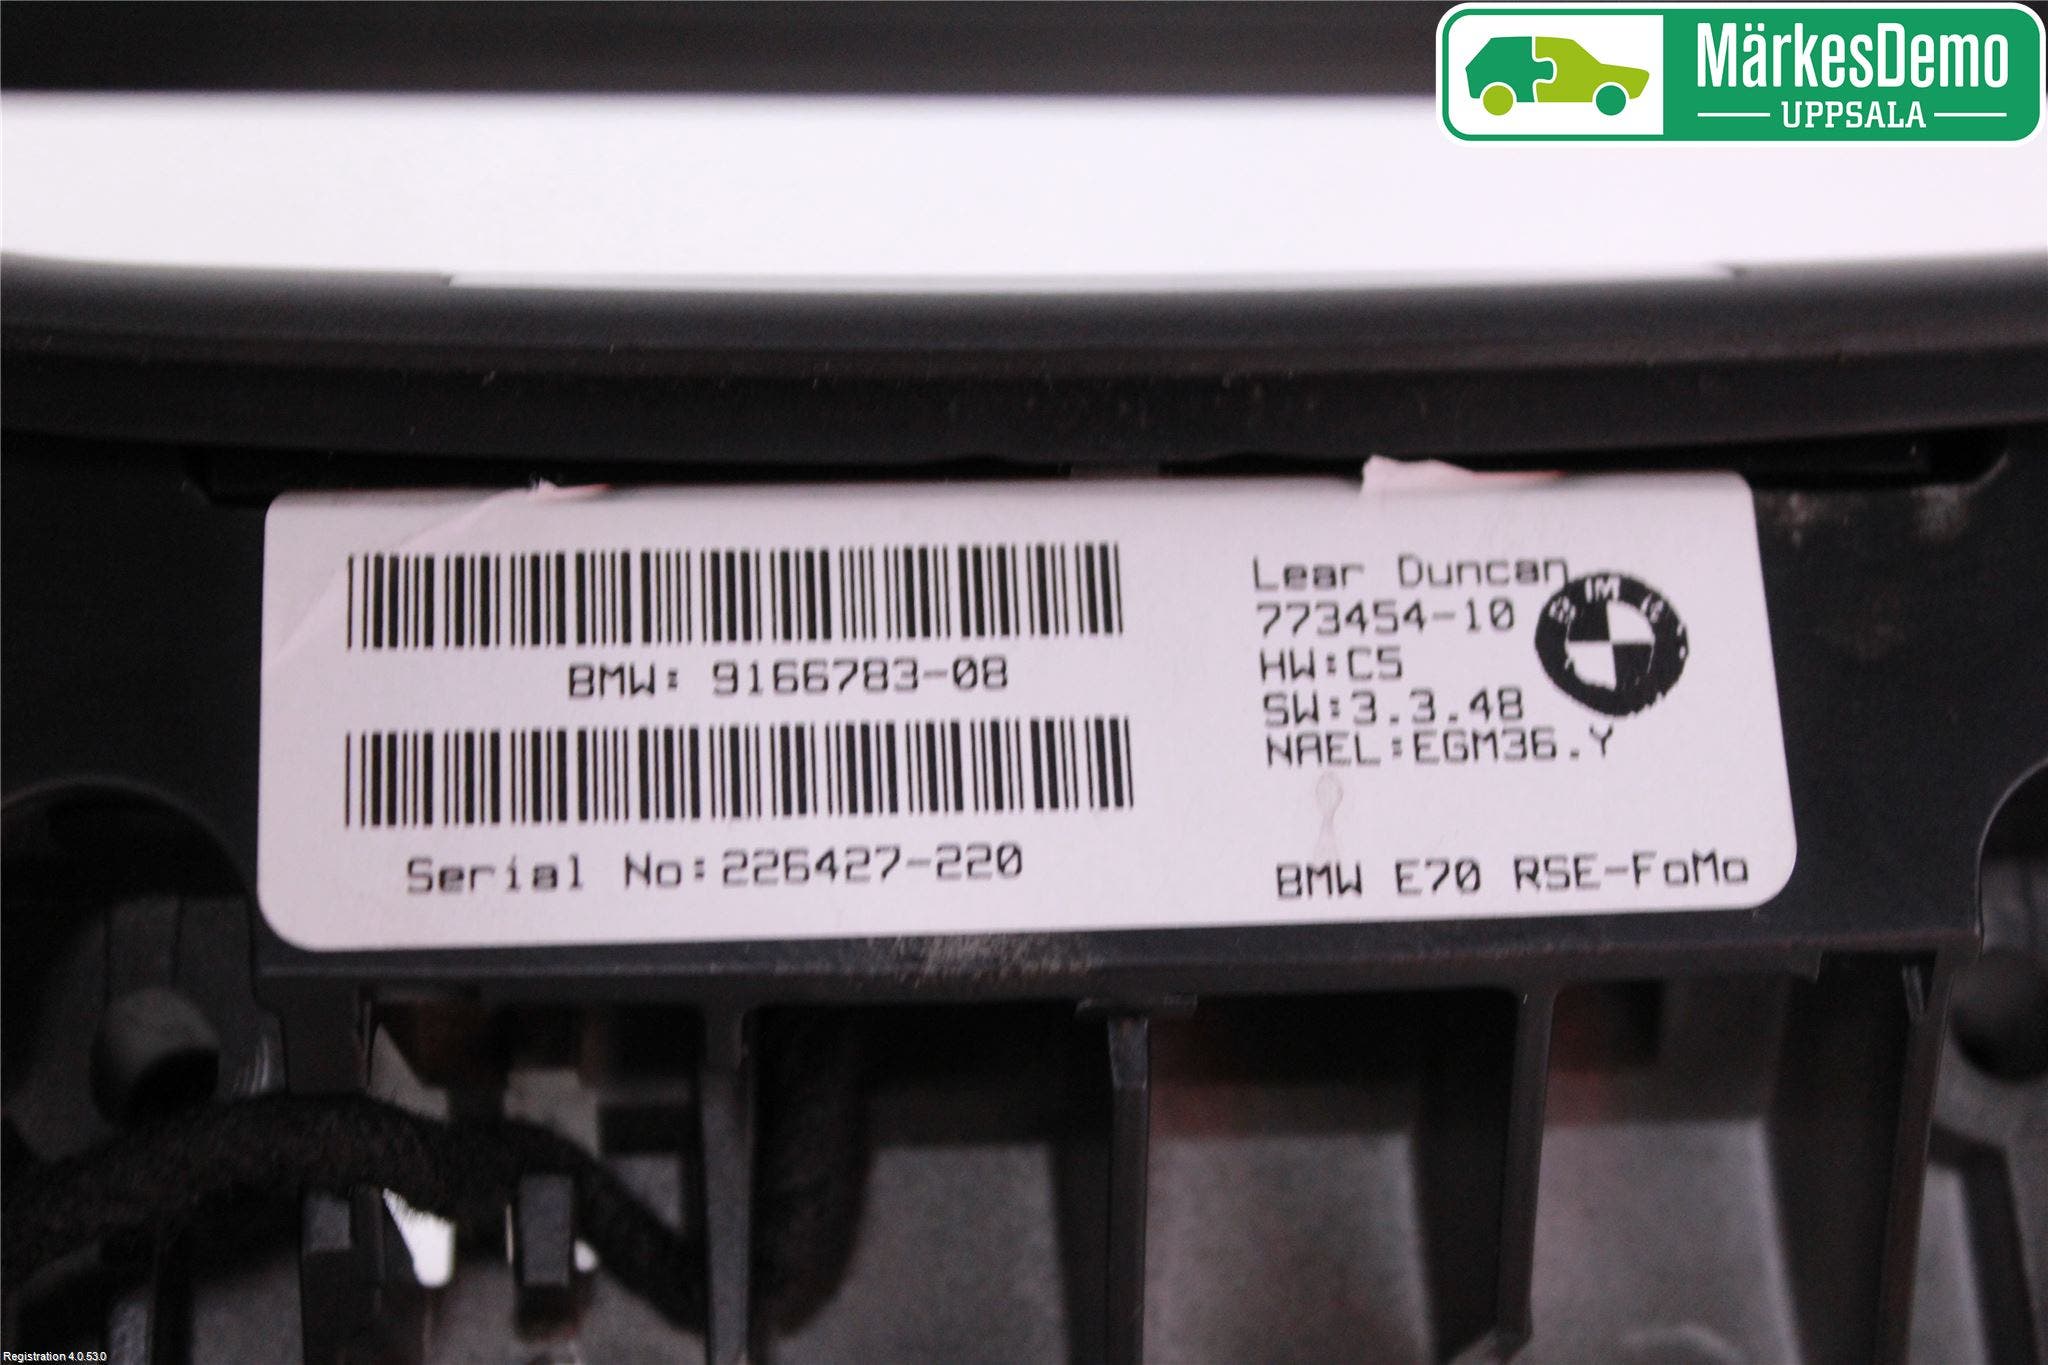 MärkesDemo
UPPSALA
BMW: 9166783-08
Serial No:226427-220
Lear Duncan
773454-10
HW:C5
SW:3.3.48
NAEL:EGM36.Y
BMW E70 RSE-FoMo
Registration 4.0.53.0